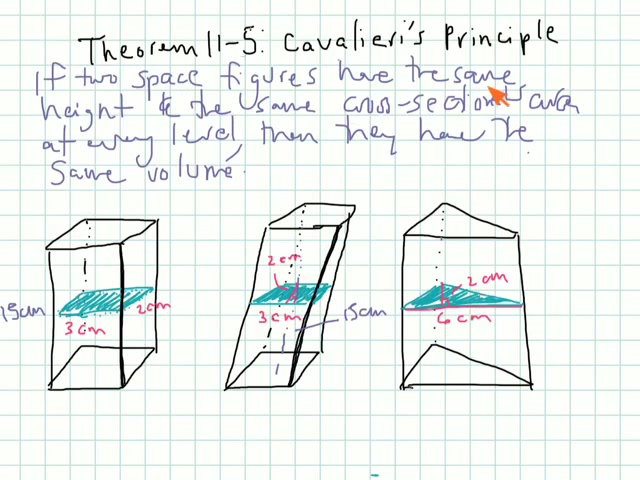 Theorem 11-5: Cavalieri's Principle
If two space figures have the same
height & the same cross-sectional area
at every level, then they have the
same volume.
15cm
3cm
2cm
2cm
3cm
15cm
2cm
6cm